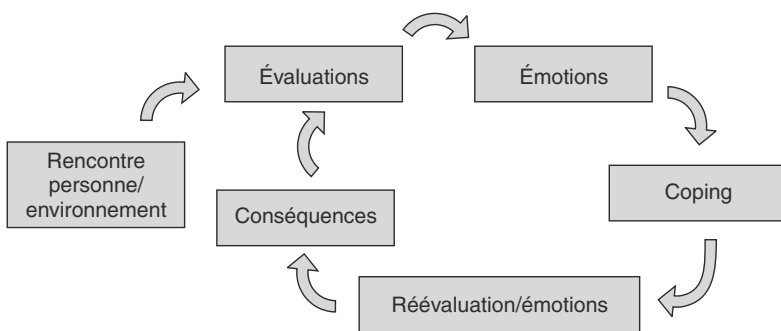 Évaluations
Émotions
Rencontre
personne/
environnement
Conséquences
Coping
Réévaluation/émotions